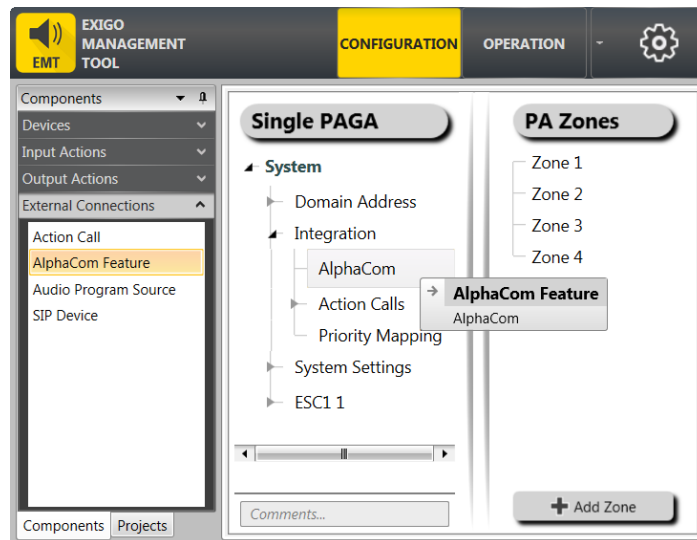 EXIGO
MANAGEMENT
TOOL
EMT
CONFIGURATION
OPERATION
Components
Devices
Input Actions
Output Actions
External Connections
Action Call
AlphaCom Feature
Audio Program Source
SIP Device
Components Projects
Single PAGA
System
Domain Address
Integration
AlphaCom
Action Calls
Priority Mapping
System Settings
ESC1 1
Comments...
AlphaCom Feature
AlphaCom
PA Zones
Zone 1
Zone 2
Zone 3
Zone 4
Add Zone